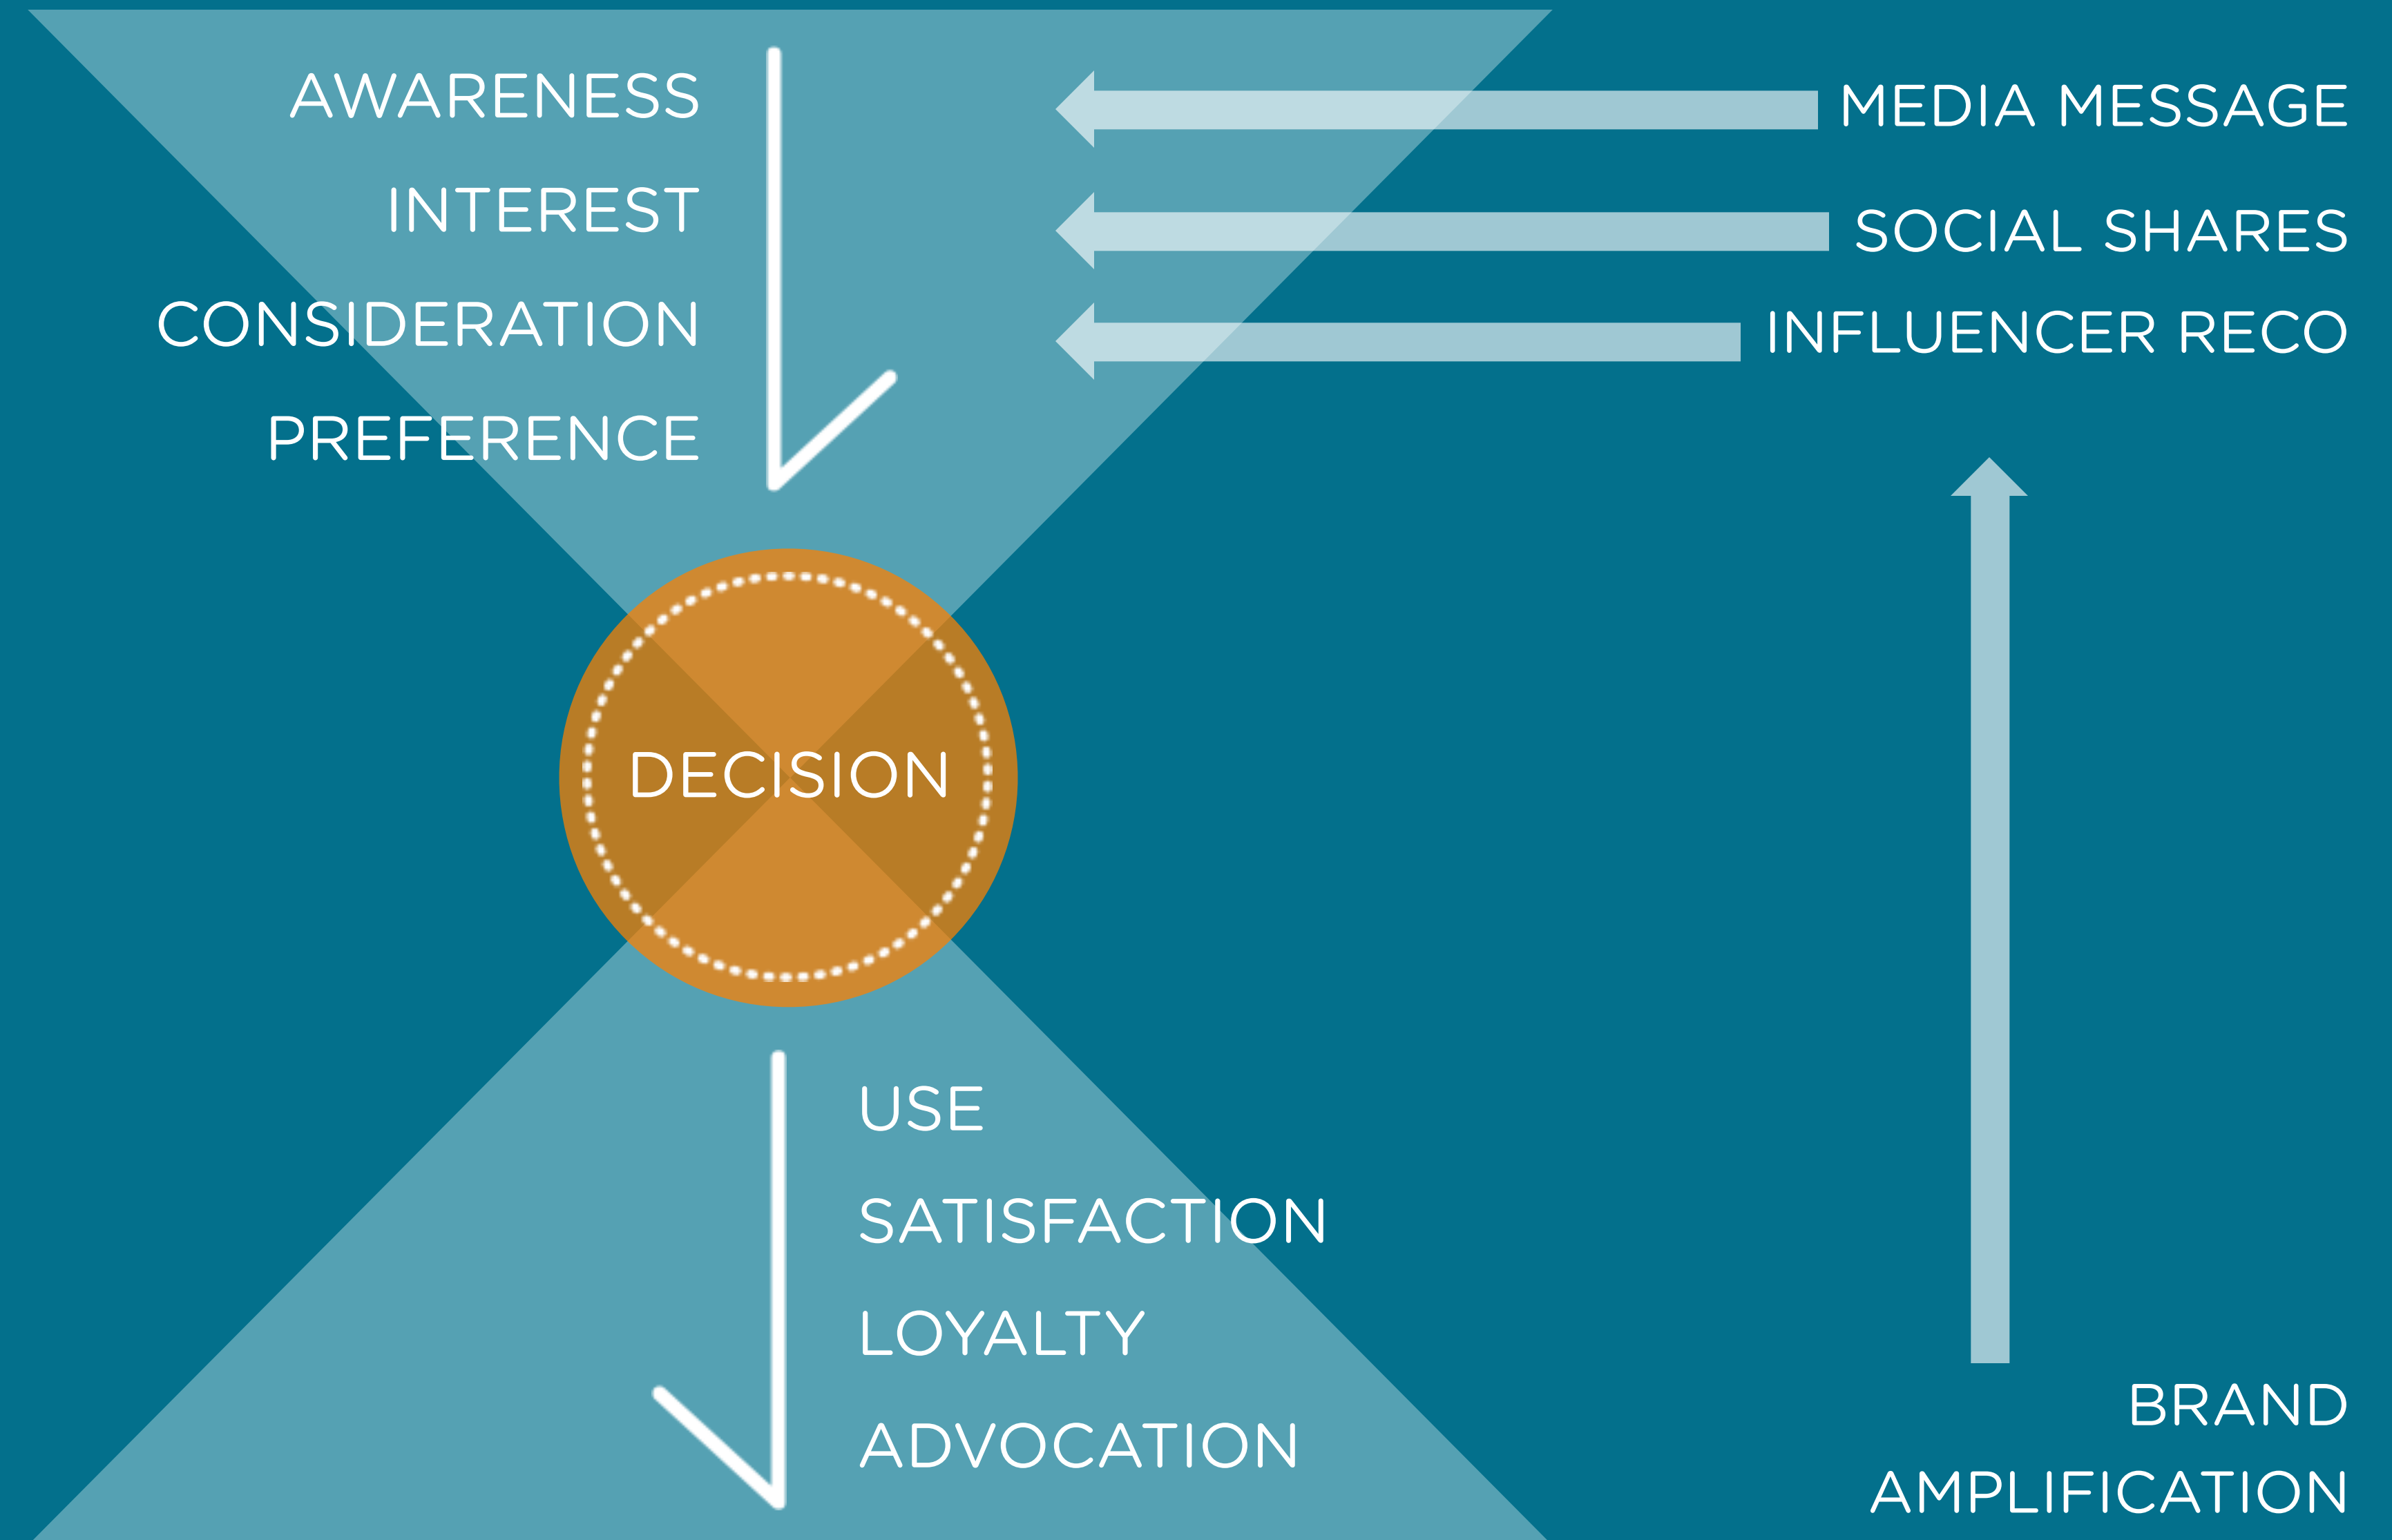 AWARENESS
INTEREST
CONSIDERATION
PREFERENCE
MEDIA MESSAGE
SOCIAL SHARES
INFLUENCER RECO
DECISION
USE
SATISFACTION
LOYALTY
ADVOCATION
BRAND
AMPLIFICATION